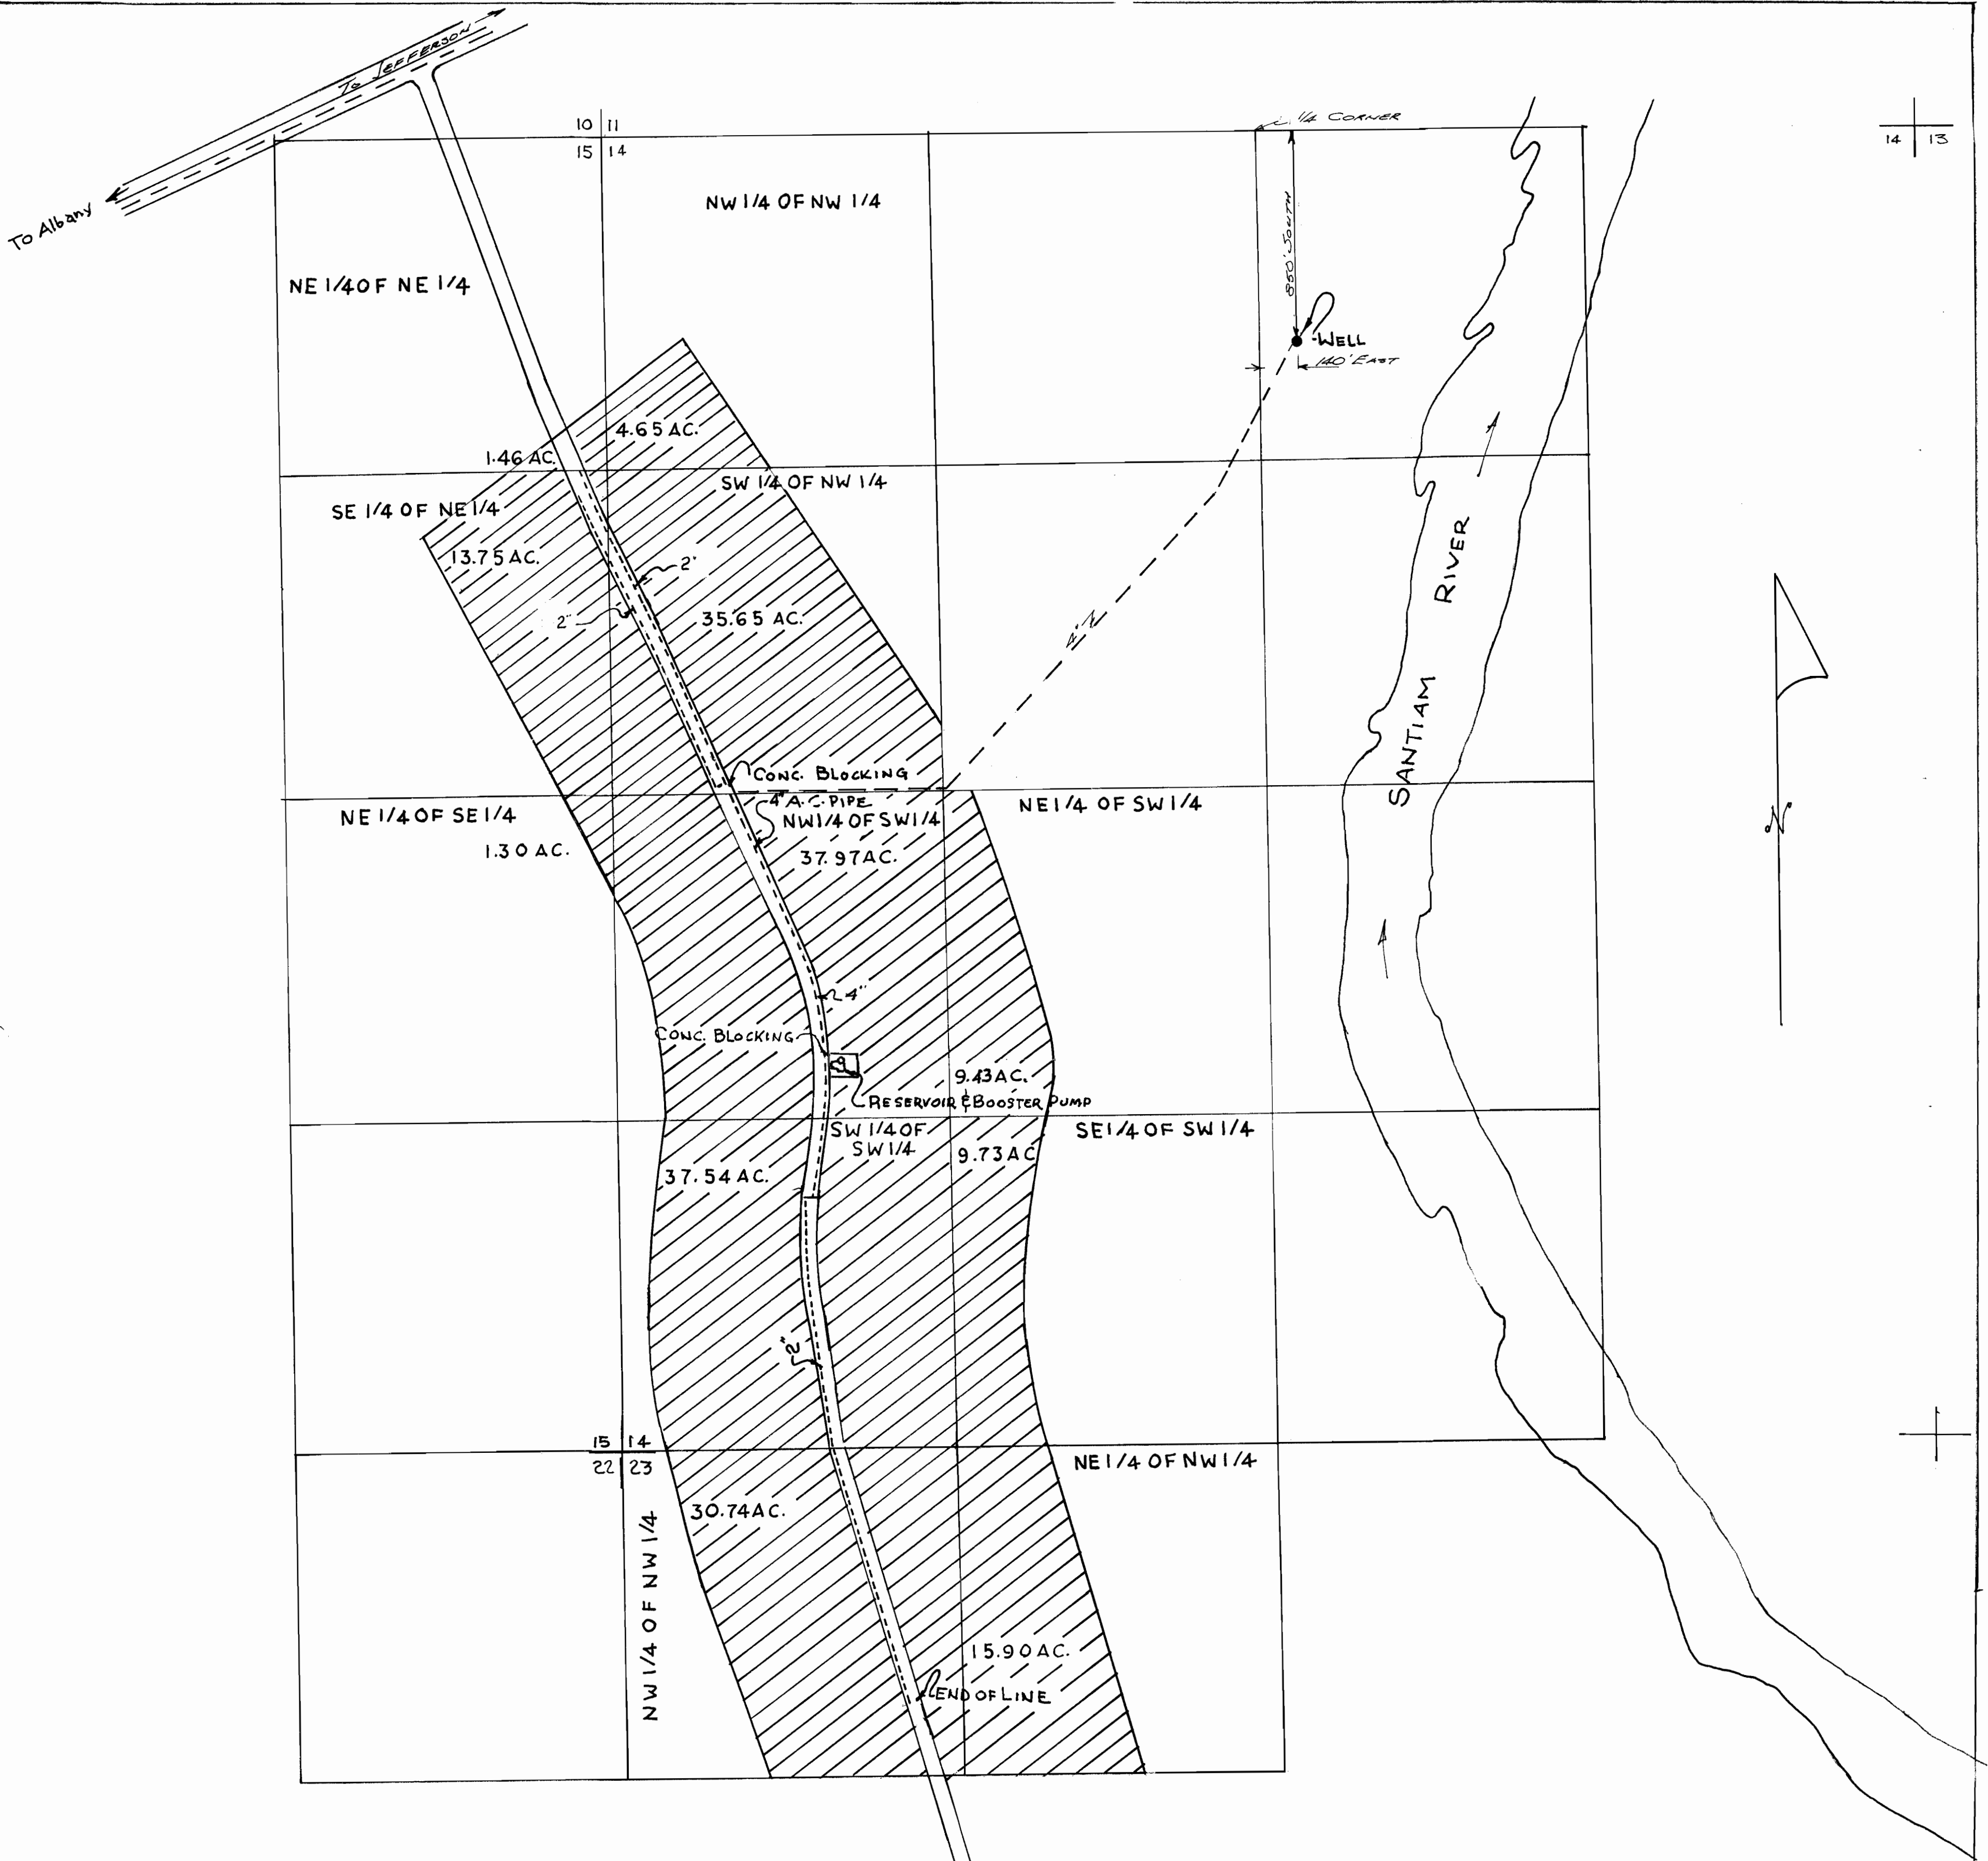 To JEFFERSON
To Albany
10 11
15 14
1/4 CORNER
14 13
NW 1/4 OF NW 1/4
850' SOUTH
NE 1/4 OF NE 1/4
WELL
140' EAST
4.65 AC.
1.46 AC.
SW 1/4 OF NW 1/4
SE 1/4 OF NE 1/4
13.75 AC.
2"
2"
35.65 AC.
SANTIAM RIVER
CONC. BLOCKING
4" A.C. PIPE
NE 1/4 OF SE 1/4
NW 1/4 OF SW 1/4
NE 1/4 OF SW 1/4
N
1.30 AC.
37.97 AC.
4"
CONC. BLOCKING
9.43 AC.
RESERVOIR & BOOSTER PUMP
SW 1/4 OF
SW 1/4
SE 1/4 OF SW 1/4
9.73 AC
37.54 AC.
2"
15 14
22 23
NE 1/4 OF NW 1/4
30.74 AC.
NW 1/4 OF NW 1/4
15.90 AC.
END OF LINE